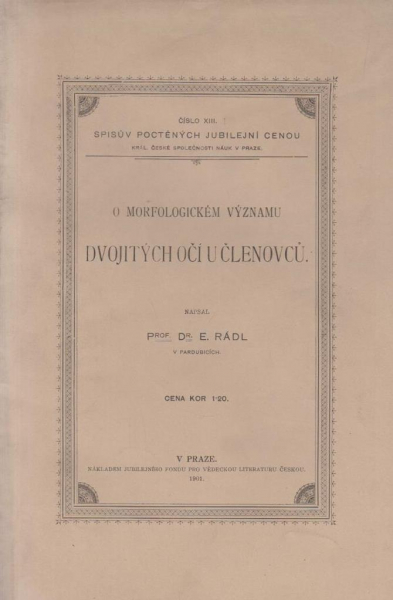 ČÍSLO XIII.
SPISŮV POCTĚNÝCH JUBILEJNÍ CENOU
KRÁL. ČESKÉ SPOLEČNOSTI NÁUK V PRAZE.
O MORFOLOGICKÉM VÝZNAMU
DVOJITÝCH OČÍ U ČLENOVCŮ.
NAPSAL
PROF. DR. E. RÁDL
V PARDUBICÍCH.
CENA KOR 1·20.
V PRAZE.
NÁKLADEM JUBILEJNÉHO FONDU PRO VĚDECKOU LITERATURU ČESKOU.
1901.